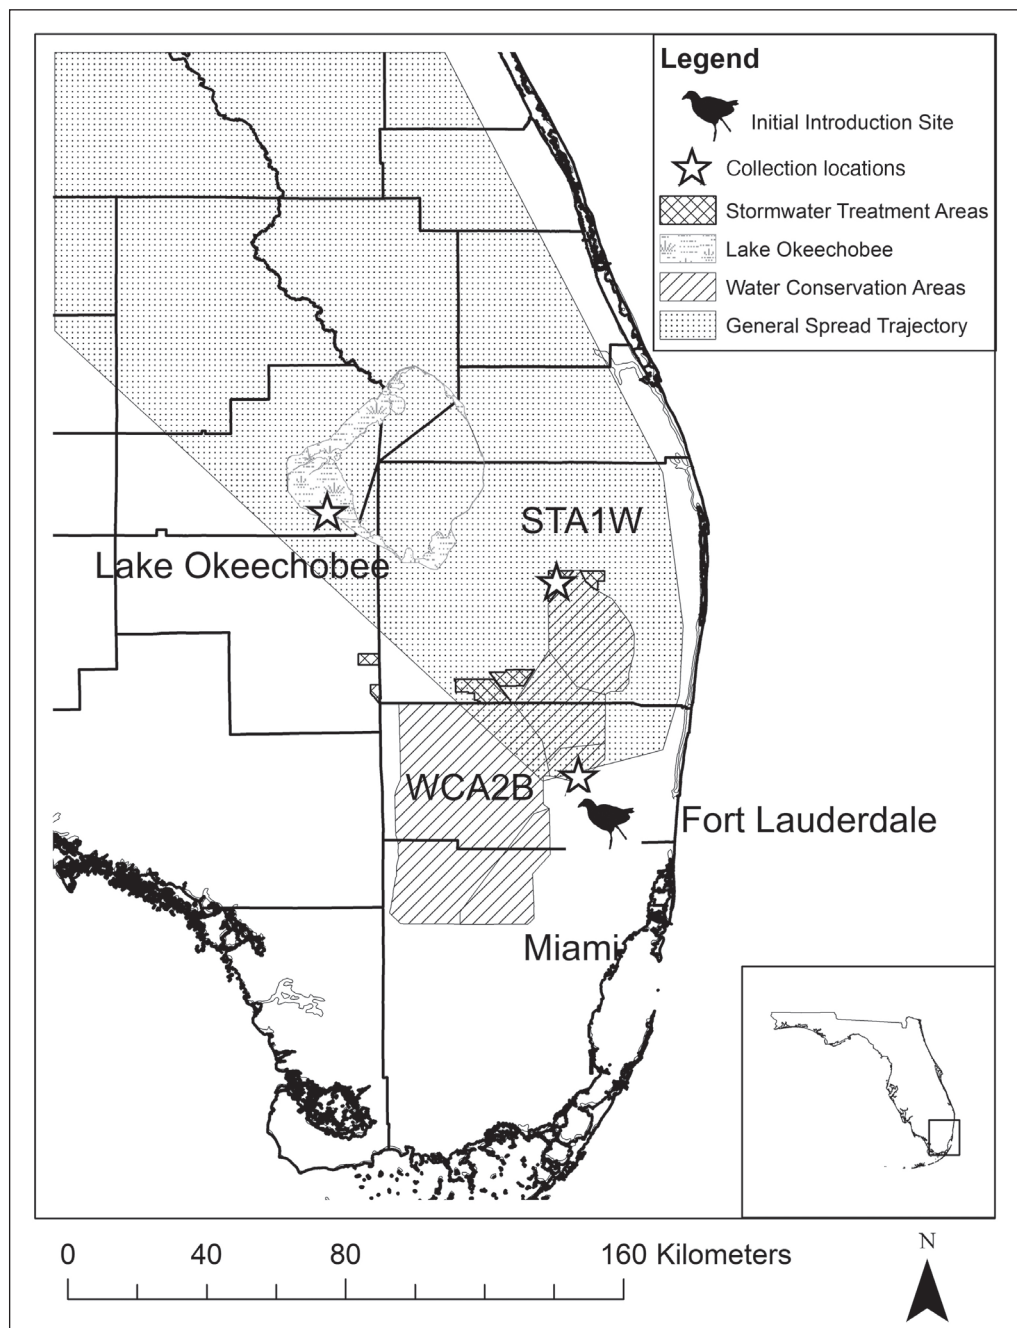 Legend
Initial Introduction Site
Collection locations
Stormwater Treatment Areas
Lake Okeechobee
Water Conservation Areas
General Spread Trajectory
STA1W
Lake Okeechobee
WCA2B
Fort Lauderdale
Miami
0 40 80 160 Kilometers
N